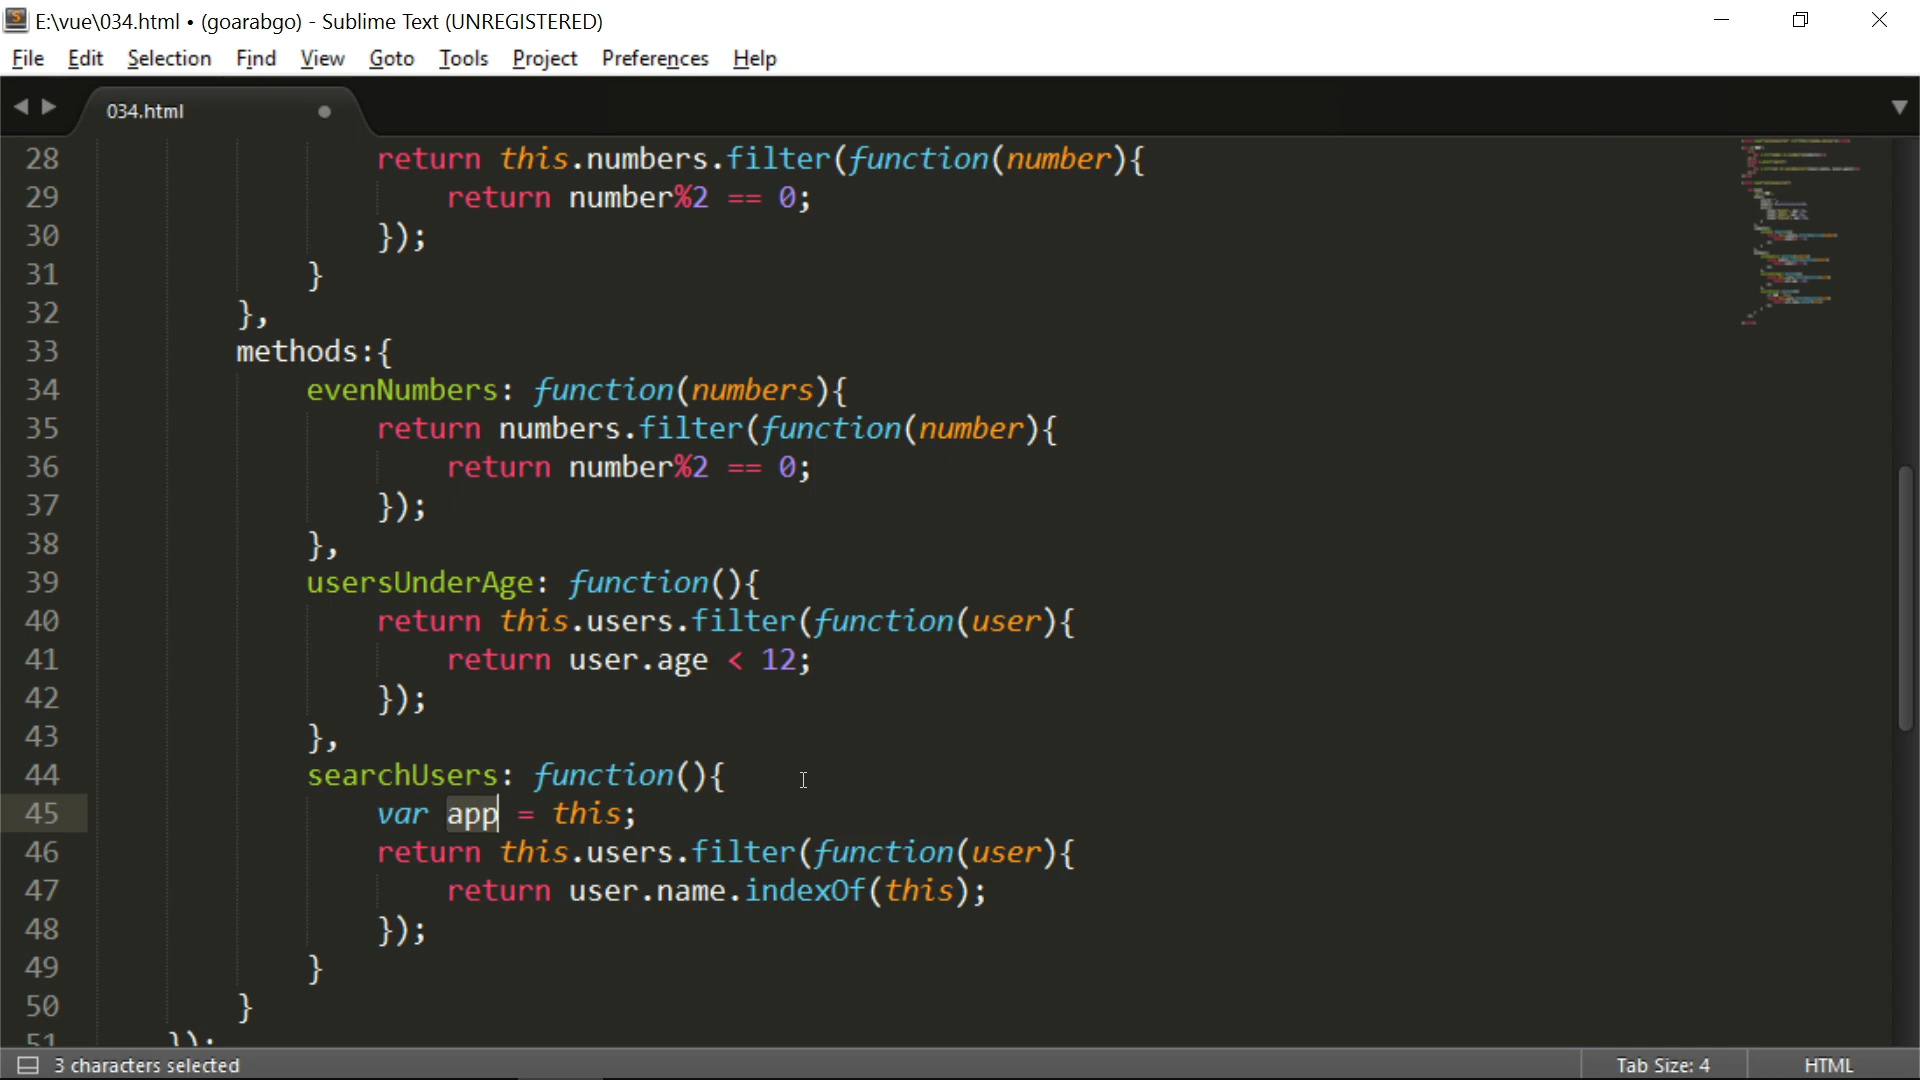 E:\vue\034.html • (goarabgo) - Sublime Text (UNREGISTERED)
File Edit Selection Find View Goto Tools Project Preferences Help
034.html
28 return this.numbers.filter(function(number){
29 return number%2 == 0;
30 });
31 }
32 },
33 methods:{
34 evenNumbers: function(numbers){
35 return numbers.filter(function(number){
36 return number%2 == 0;
37 });
38 },
39 usersUnderAge: function(){
40 return this.users.filter(function(user){
41 return user.age < 12;
42 });
43 },
44 searchUsers: function(){
45 var app = this;
46 return this.users.filter(function(user){
47 return user.name.indexOf(this);
48 });
49 }
50 }
51 });
3 characters selected Tab Size: 4 HTML